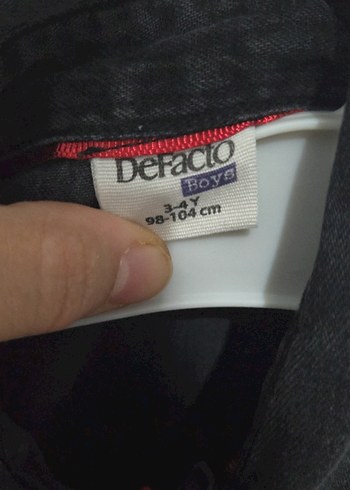 DeFacto
Boys
3-4 Y
98-104 cm